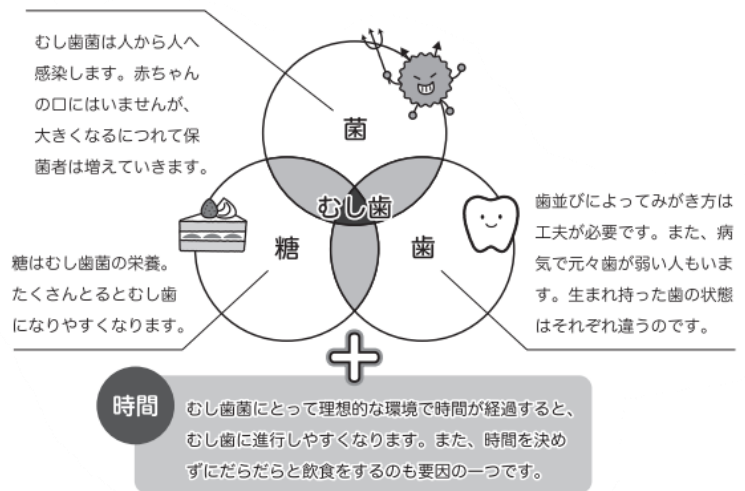 むし歯菌は人から人へ
感染します。赤ちゃん
の口にはいませんが、
大きくなるにつれて保
菌者は増えていきます。
菌
むし歯
糖
歯
糖はむし歯菌の栄養。
たくさんとるとむし歯
になりやすくなります。
歯並びによってみがき方は
工夫が必要です。また、病
気で元々歯が弱い人もいま
す。生まれ持った歯の状態
はそれぞれ違うのです。
時間
むし歯菌にとって理想的な環境で時間が経過すると、
むし歯に進行しやすくなります。また、時間を決め
ずにだらだらと飲食をするのも要因の一つです。